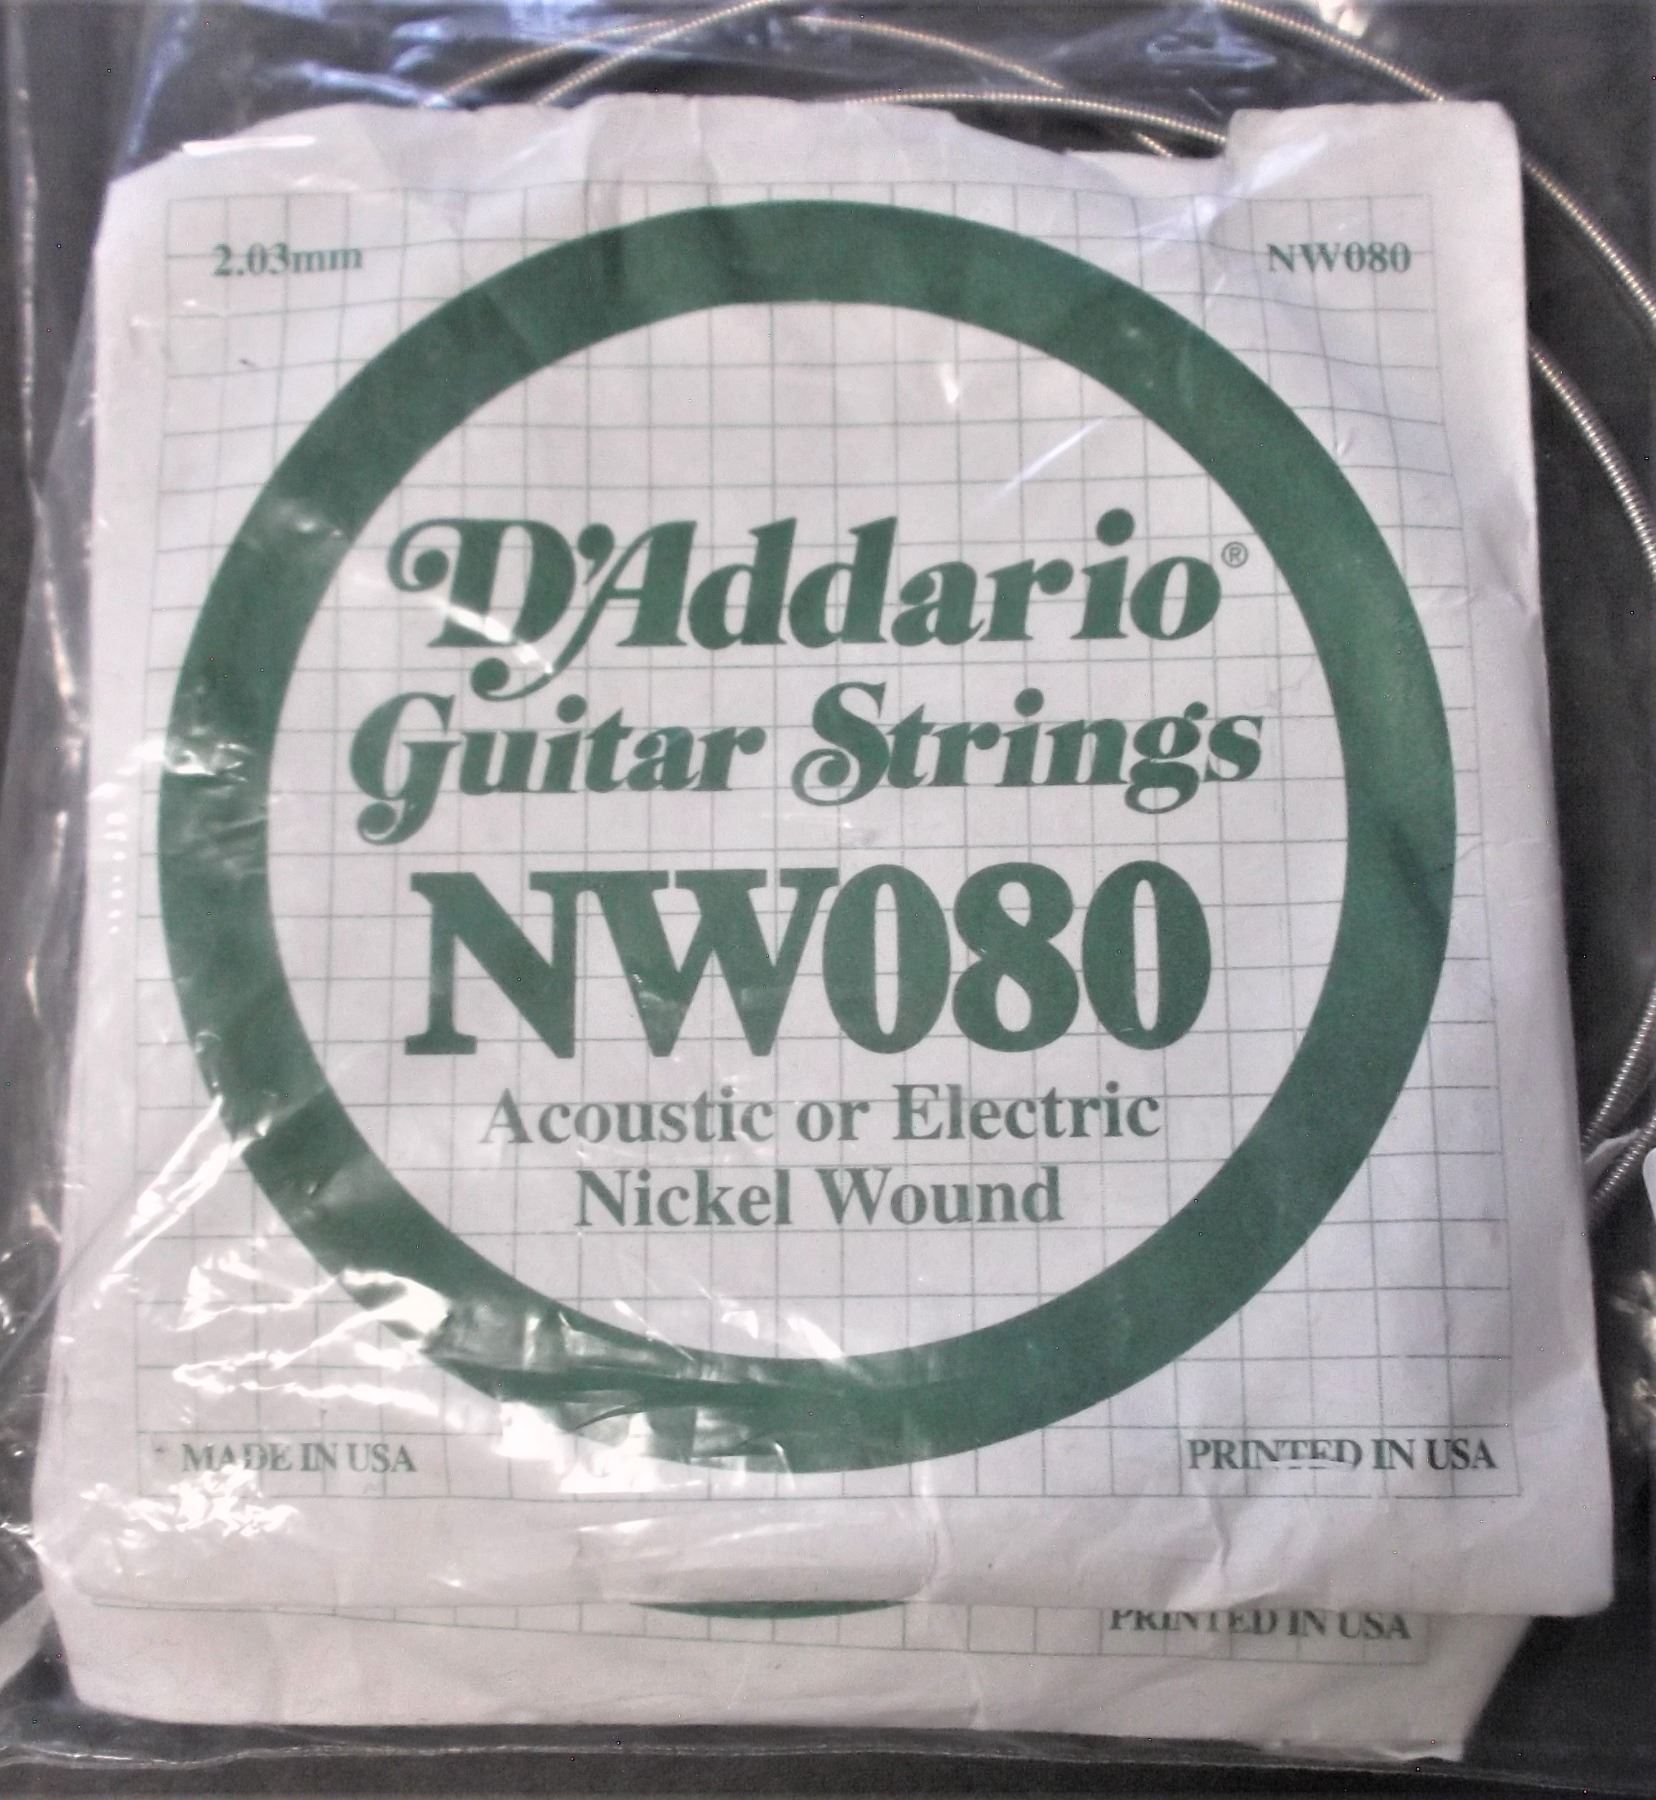 2.03mm NW080
D'Addario®
Guitar Strings
NW080
Acoustic or Electric
Nickel Wound
MADE IN USA PRINTED IN USA
PRINTED IN USA